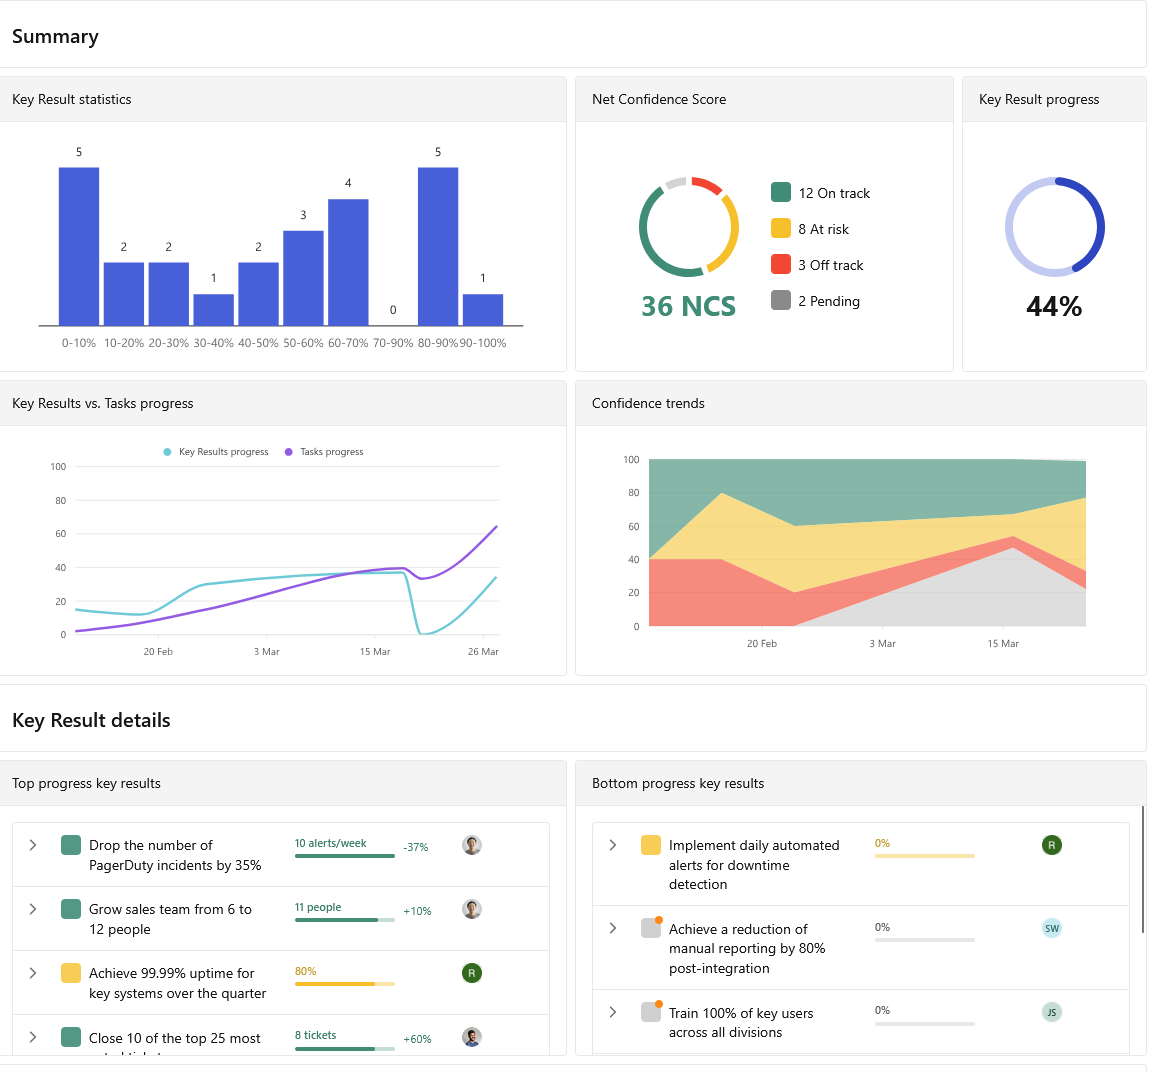 Summary
Key Result statistics
5
2
2
1
2
3
4
0
5
1
0-10% 10-20% 20-30% 30-40% 40-50% 50-60% 60-70% 70-90% 80-90% 90-100%
Net Confidence Score
36 NCS
12 On track
8 At risk
3 Off track
2 Pending
Key Result progress
44%
Key Results vs. Tasks progress
Key Results progress Tasks progress
100
80
60
40
20
0
20 Feb 3 Mar 15 Mar 26 Mar
Confidence trends
100
80
60
40
20
0
20 Feb 3 Mar 15 Mar
Key Result details
Top progress key results
Drop the number of
PagerDuty incidents by 35%
10 alerts/week
-37%
Grow sales team from 6 to
12 people
11 people
+10%
Achieve 99.99% uptime for
key systems over the quarter
80%
R
Close 10 of the top 25 most
8 tickets
+60%
Bottom progress key results
Implement daily automated
alerts for downtime
detection
0%
R
Achieve a reduction of
manual reporting by 80%
post-integration
0%
SW
Train 100% of key users
across all divisions
0%
JS